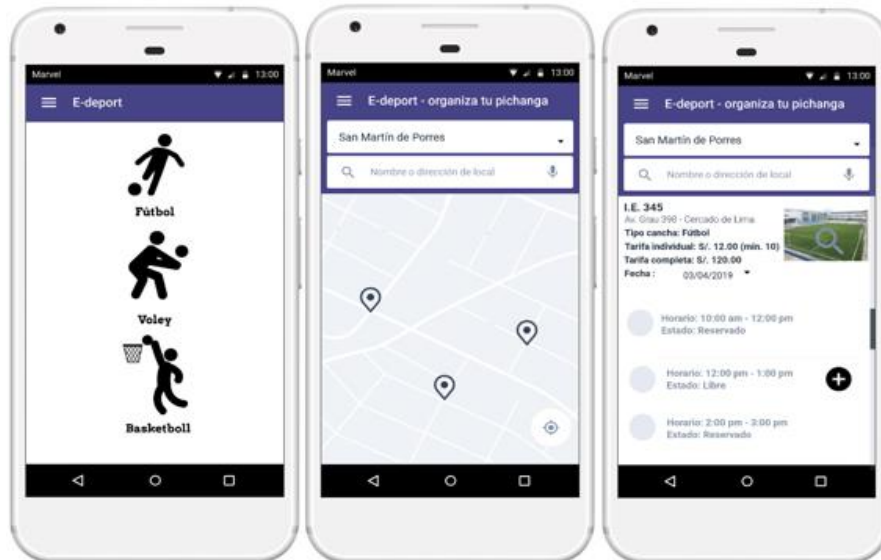 Marvel 13:00
E-deport
Fútbol
Voley
Basketboll
Marvel 13:00
E-deport - organiza tu pichanga
San Martín de Porres
Nombre o dirección de local
Marvel 13:00
E-deport - organiza tu pichanga
San Martín de Porres
Nombre o dirección de local
I.E. 345
Av. Grau 398 - Cercado de Lima
Tipo cancha: Fútbol
Tarifa individual: S/. 12.00 (min. 10)
Tarifa completa: S/. 120.00
Fecha : 03/04/2019
Horario: 10:00 am - 12:00 pm
Estado: Reservado
Horario: 12:00 pm - 1:00 pm
Estado: Libre
Horario: 2:00 pm - 3:00 pm
Estado: Reservado